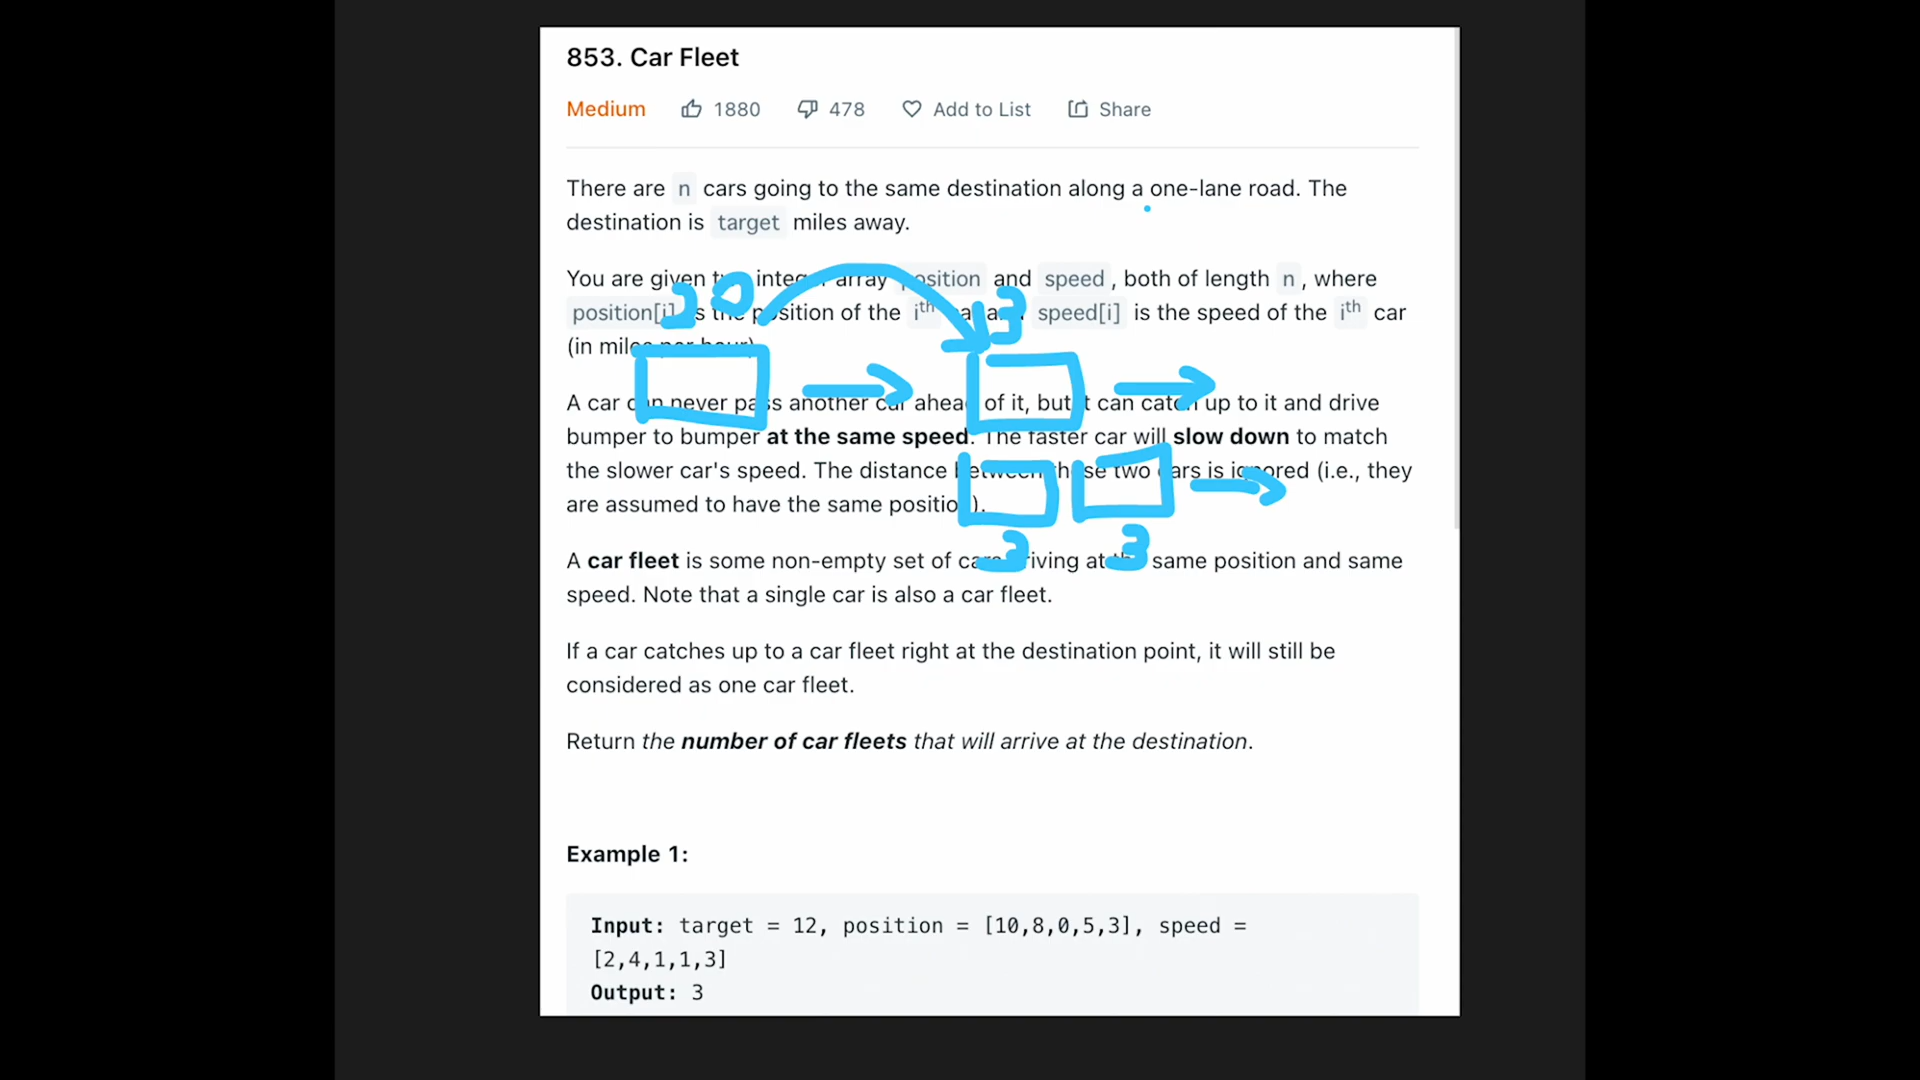 853. Car Fleet
Medium 1880 478 Add to List Share
There are n cars going to the same destination along a one-lane road. The
destination is target miles away.
You are given two integer array position and speed, both of length n, where
20 3
position[i] is the position of the ith car and speed[i] is the speed of the ith car
(in miles per hour).
A car can never pass another car ahead of it, but it can catch up to it and drive
bumper to bumper at the same speed. The faster car will slow down to match
the slower car's speed. The distance between these two cars is ignored (i.e., they
are assumed to have the same position).
3 3
A car fleet is some non-empty set of cars driving at the same position and same
speed. Note that a single car is also a car fleet.
If a car catches up to a car fleet right at the destination point, it will still be
considered as one car fleet.
Return the number of car fleets that will arrive at the destination.
Example 1:
Input: target = 12, position = [10,8,0,5,3], speed =
[2,4,1,1,3]
Output: 3